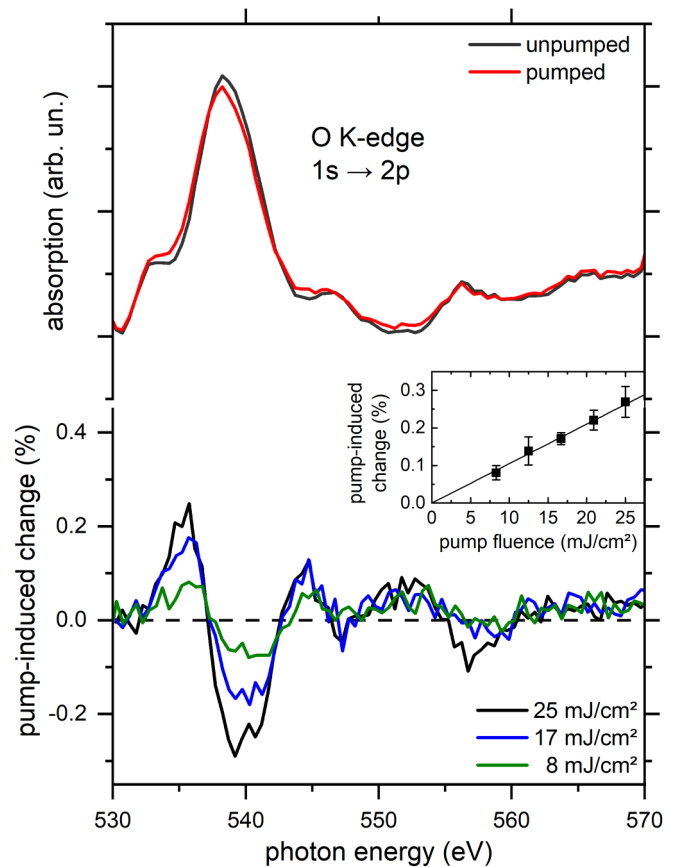 unpumped
pumped
O K-edge
1s → 2p
absorption (arb. un.)
0.3
0.2
0.1
0.0
pump-induced
change (%)
0 5 10 15 20 25
pump fluence (mJ/cm²)
0.4
0.2
0.0
-0.2
pump-induced change (%)
25 mJ/cm²
17 mJ/cm²
8 mJ/cm²
530 540 550 560 570
photon energy (eV)